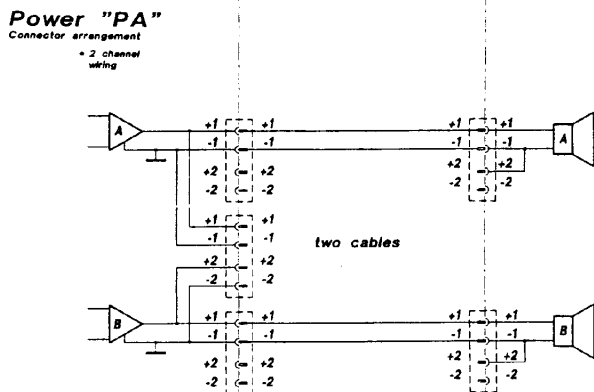 Power "PA"
Connector arrangement
• 2 channel
wiring
A +1 +1 +1 +1 A
-1 -1 -1 -1
+2 +2 +2 +2
-2 -2 -2 -2
+1 +1
-1 -1
two cables
+2 +2
-2 -2
B +1 +1 +1 +1 B
-1 -1 -1 -1
+2 +2 +2 +2
-2 -2 -2 -2